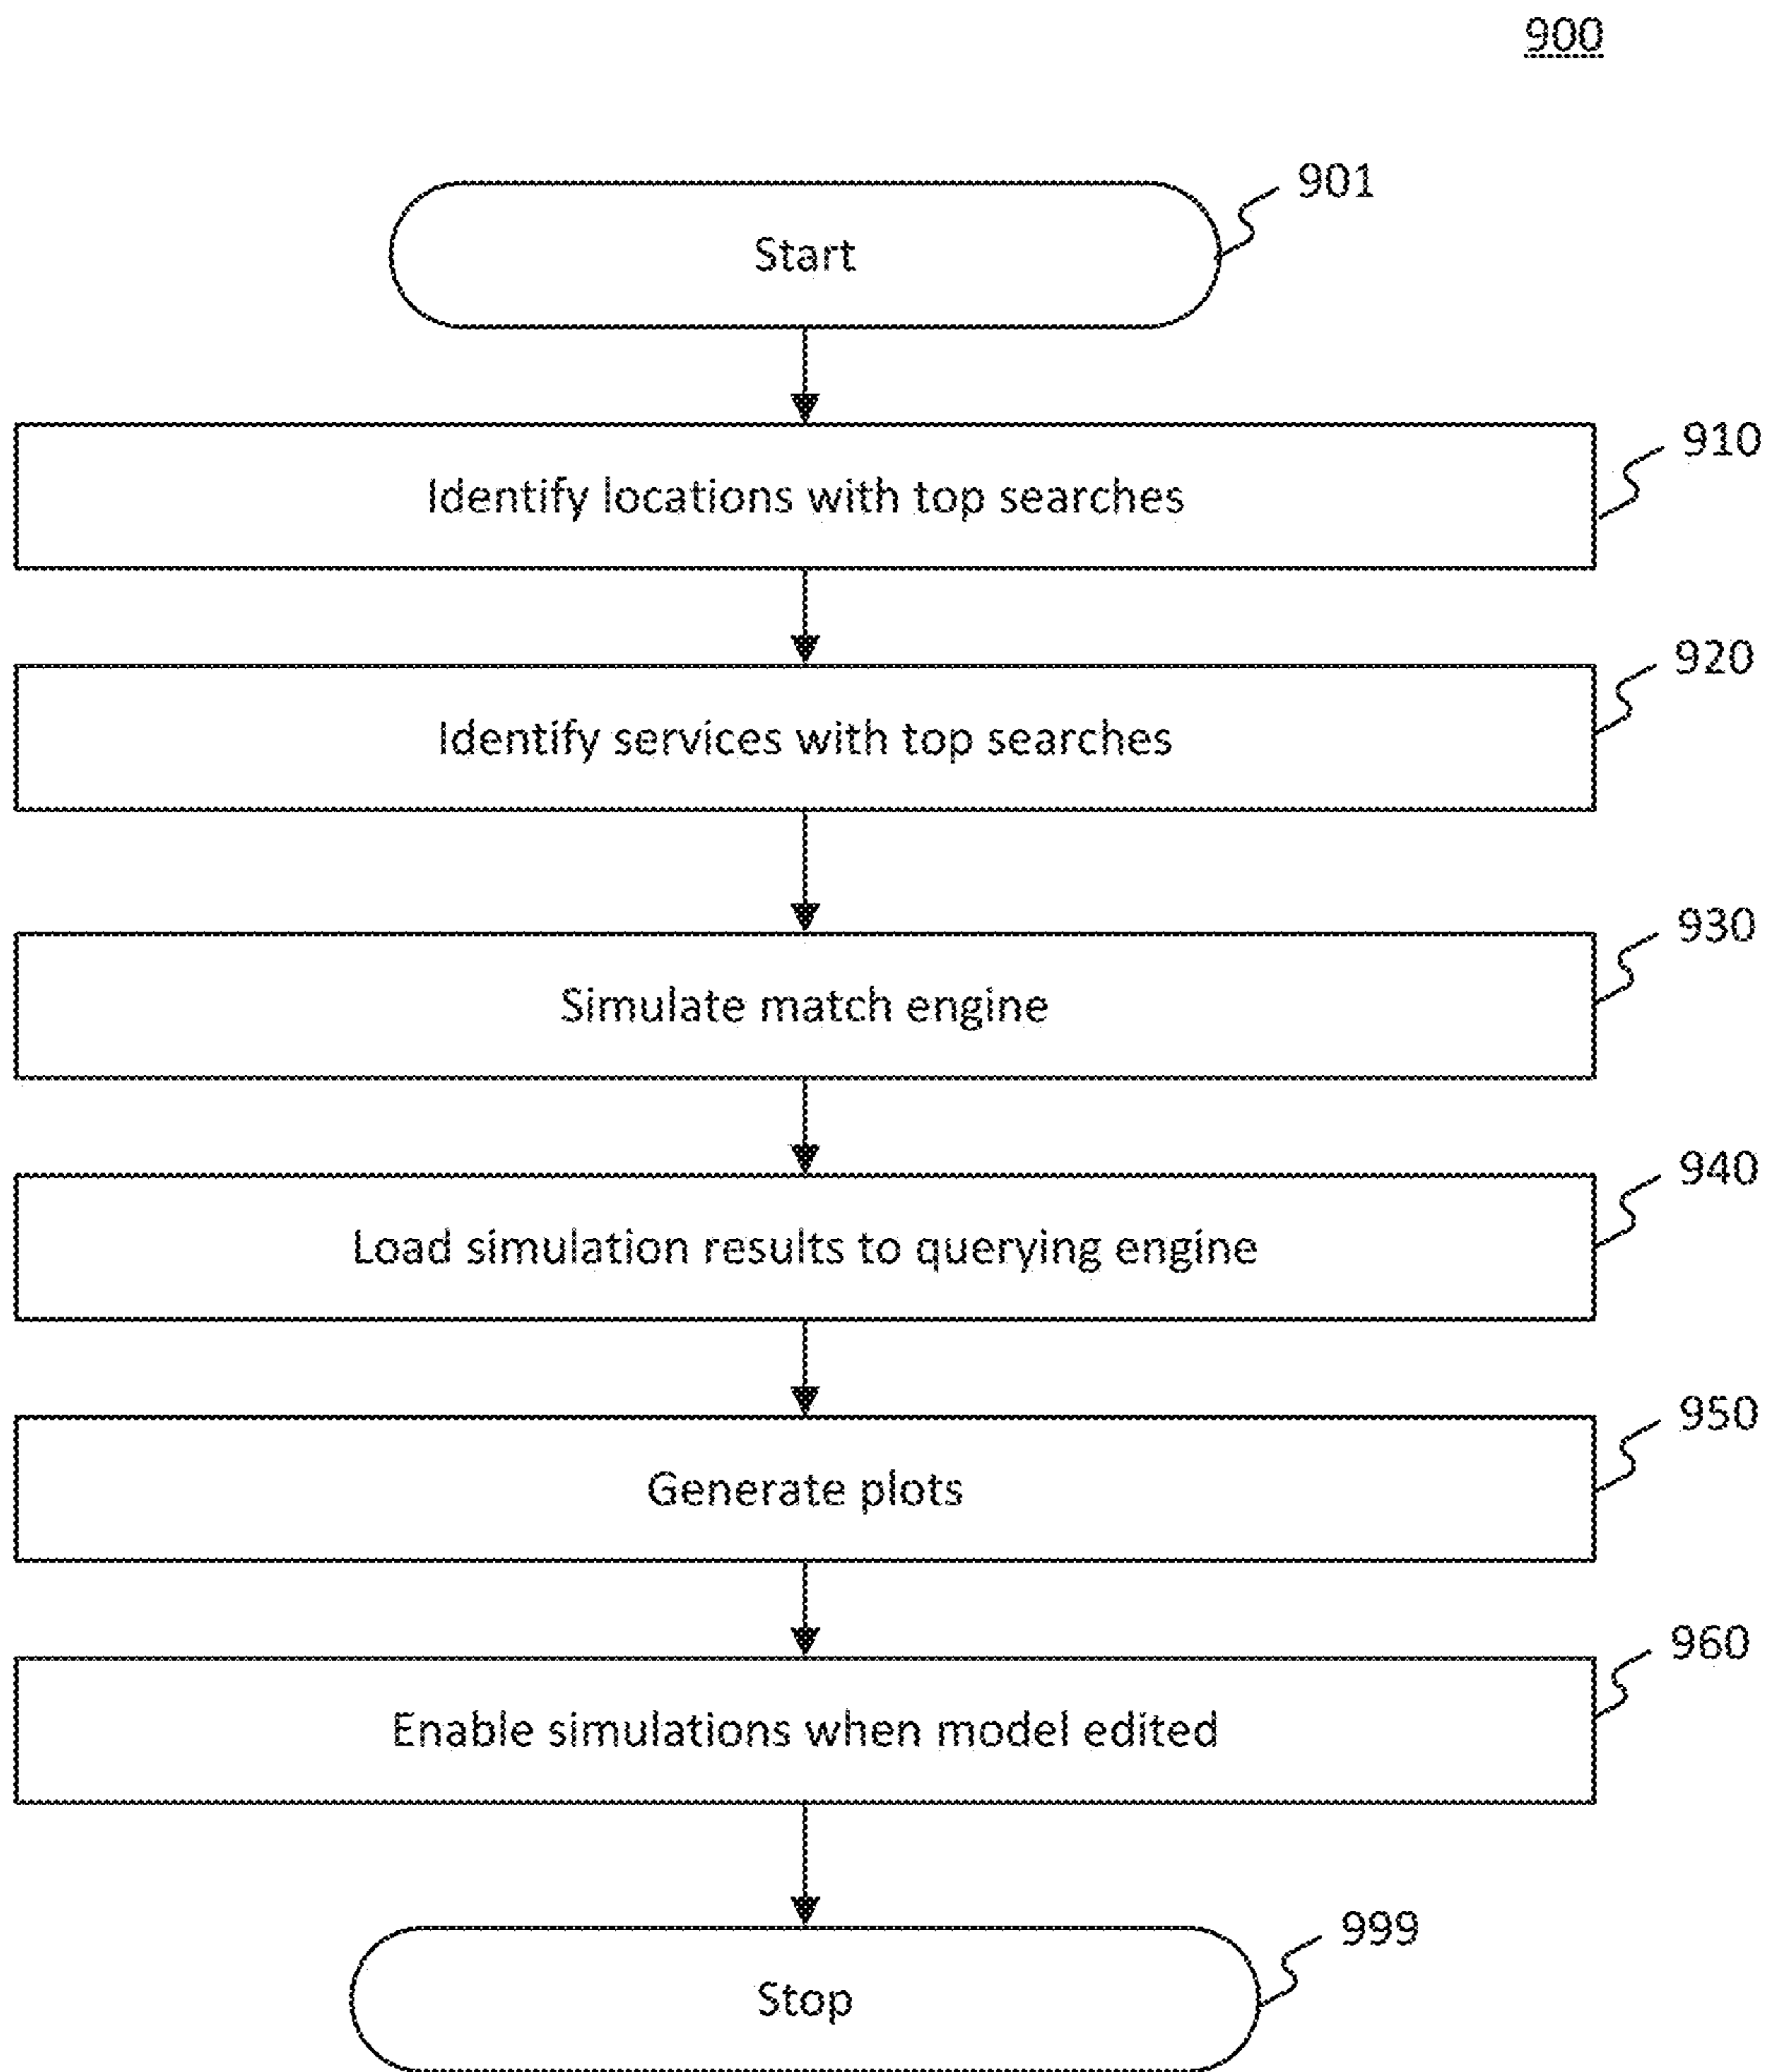 900
901
Start
910
Identify locations with top searches
920
Identify services with top searches
930
Simulate match engine
940
Load simulation results to querying engine
950
Generate plots
960
Enable simulations when model edited
999
Stop